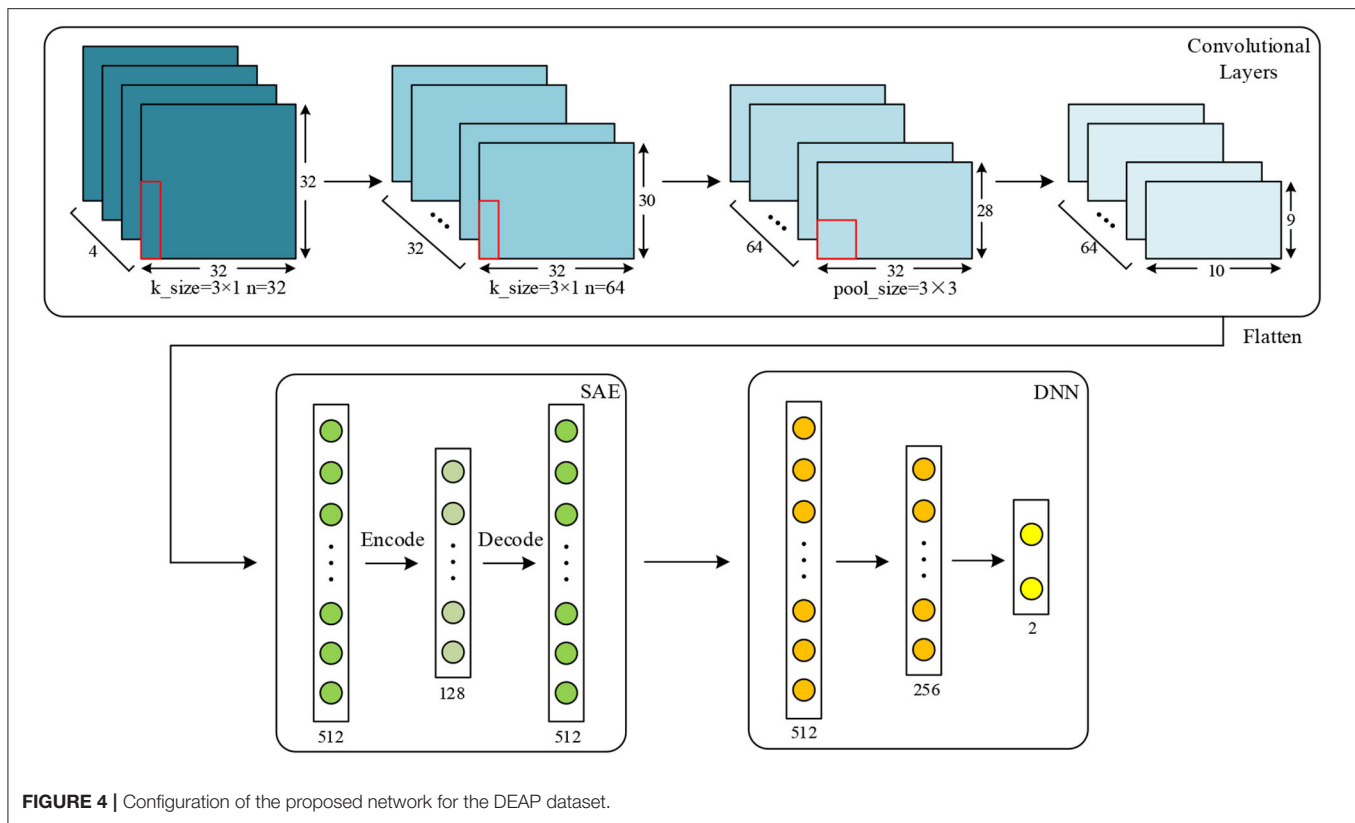 Convolutional
Layers
32
30
28
9
4
32
32
64
32
64
32
10
k_size=3×1 n=32
k_size=3×1 n=64
pool_size=3×3
Flatten
SAE
DNN
Encode
Decode
128
512
512
512
256
2
FIGURE 4 | Configuration of the proposed network for the DEAP dataset.